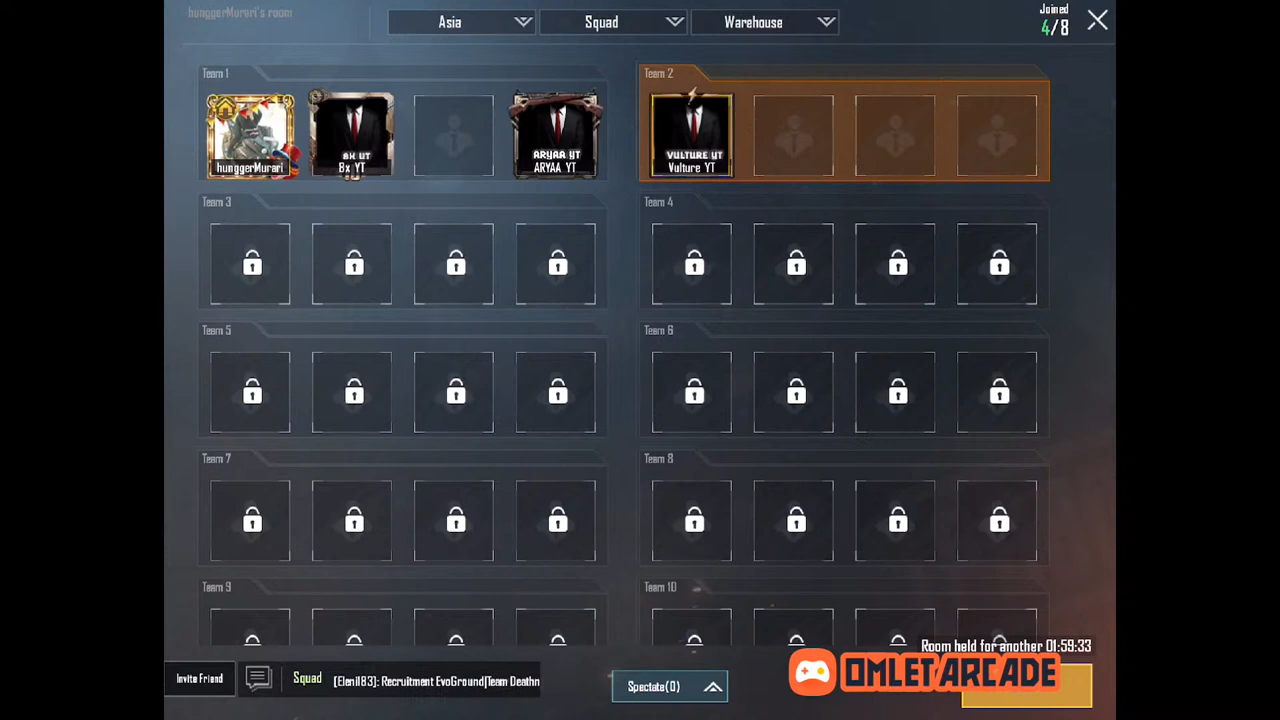 hunggerMurari's room
Asia
Squad
Warehouse
Joined
4/8
Team 1
Team 2
hunggerMurari
BX UT
Bx YT
ARYAA YT
ARYAA YT
VULTURE YT
Vulture YT
Team 3
Team 4
Team 5
Team 6
Team 7
Team 8
Team 9
Team 10
Room held for another 01:59:33
Invite Friend
Squad
[Eleni183]: Recruitment EvoGround[Team Deathm
Spectate(0)
OMLET ARCADE